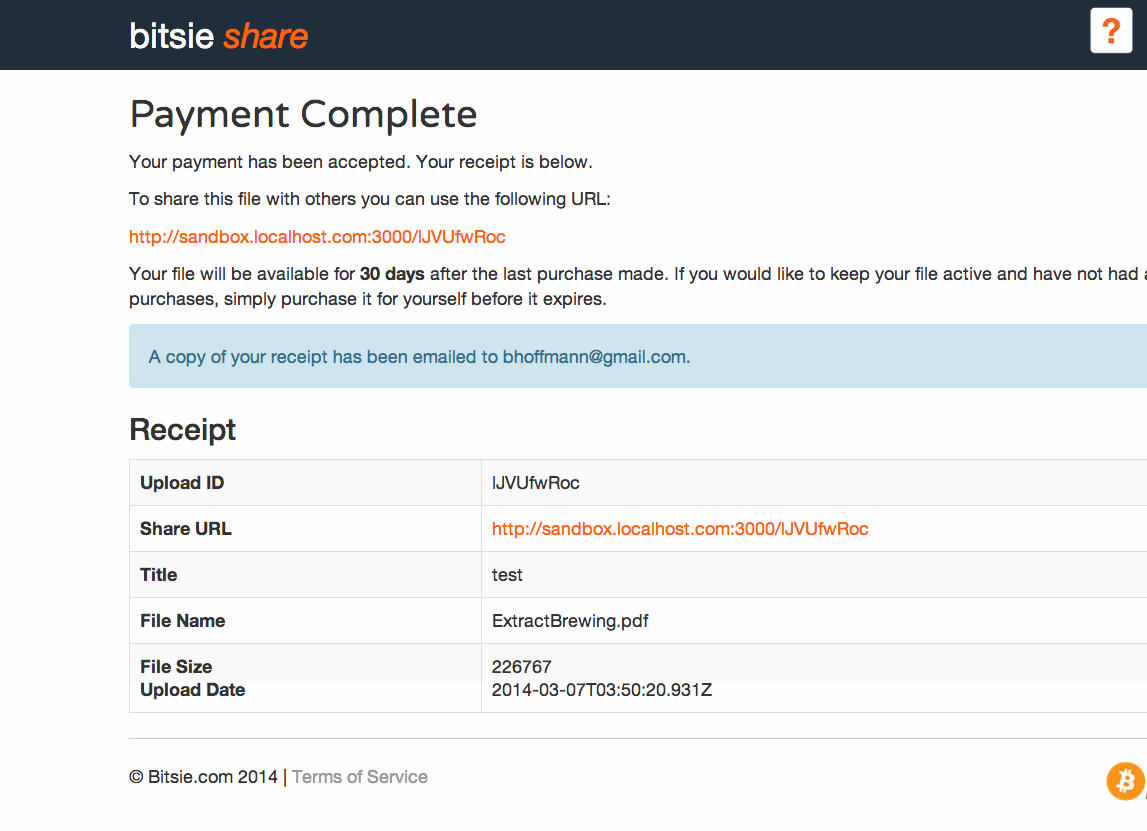 bitsie share
?
Payment Complete
Your payment has been accepted. Your receipt is below.
To share this file with others you can use the following URL:
http://sandbox.localhost.com:3000/lJVUfwRoc
Your file will be available for 30 days after the last purchase made. If you would like to keep your file active and have not had
purchases, simply purchase it for yourself before it expires.
A copy of your receipt has been emailed to bhoffmann@gmail.com.
Receipt
Upload ID lJVUfwRoc
Share URL http://sandbox.localhost.com:3000/lJVUfwRoc
Title test
File Name ExtractBrewing.pdf
File Size 226767
Upload Date 2014-03-07T03:50:20.931Z
© Bitsie.com 2014 | Terms of Service